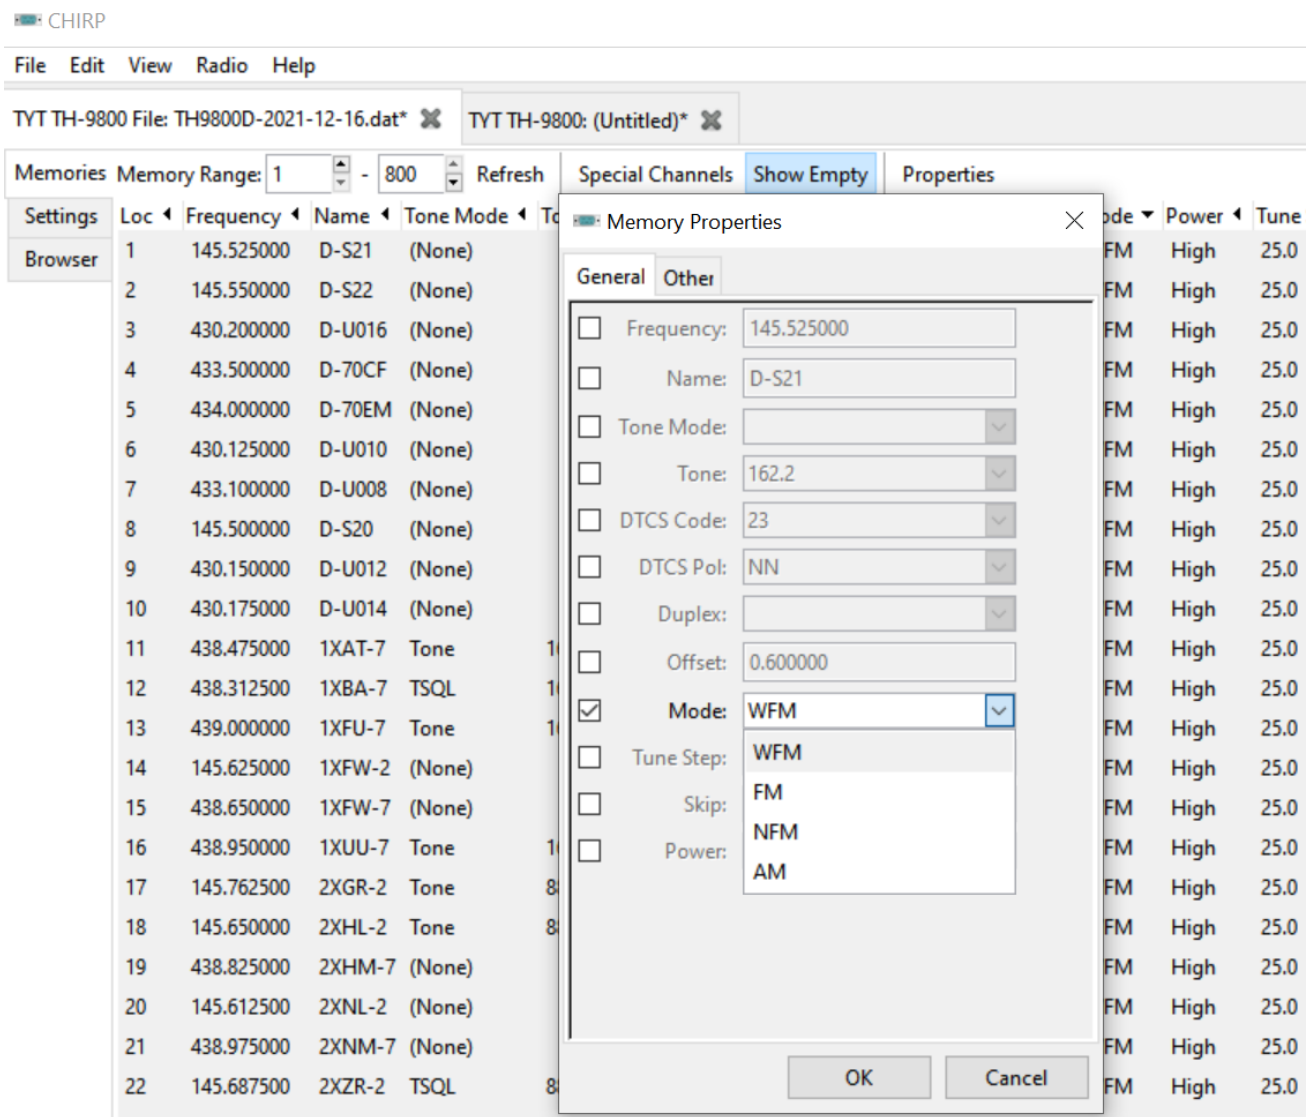 CHIRP
File Edit View Radio Help
TYT TH-9800 File: TH9800D-2021-12-16.dat* TYT TH-9800: (Untitled)*
Memories Memory Range: 1 - 800 Refresh Special Channels Show Empty Properties
Settings
Browser
Loc Frequency Name Tone Mode Power Tune
1 145.525000 D-S21 (None) FM High 25.0
2 145.550000 D-S22 (None) FM High 25.0
3 430.200000 D-U016 (None) FM High 25.0
4 433.500000 D-70CF (None) FM High 25.0
5 434.000000 D-70EM (None) FM High 25.0
6 430.125000 D-U010 (None) FM High 25.0
7 433.100000 D-U008 (None) FM High 25.0
8 145.500000 D-S20 (None) FM High 25.0
9 430.150000 D-U012 (None) FM High 25.0
10 430.175000 D-U014 (None) FM High 25.0
11 438.475000 1XAT-7 Tone FM High 25.0
12 438.312500 1XBA-7 TSQL FM High 25.0
13 439.000000 1XFU-7 Tone FM High 25.0
14 145.625000 1XFW-2 (None) FM High 25.0
15 438.650000 1XFW-7 (None) FM High 25.0
16 438.950000 1XUU-7 Tone FM High 25.0
17 145.762500 2XGR-2 Tone FM High 25.0
18 145.650000 2XHL-2 Tone FM High 25.0
19 438.825000 2XHM-7 (None) FM High 25.0
20 145.612500 2XNL-2 (None) FM High 25.0
21 438.975000 2XNM-7 (None) FM High 25.0
22 145.687500 2XZR-2 TSQL FM High 25.0
Memory Properties
General Other
Frequency: 145.525000
Name: D-S21
Tone Mode:
Tone: 162.2
DTCS Code: 23
DTCS Pol: NN
Duplex:
Offset: 0.600000
Mode: WFM
Tune Step:
Skip:
Power:
WFM
FM
NFM
AM
OK Cancel